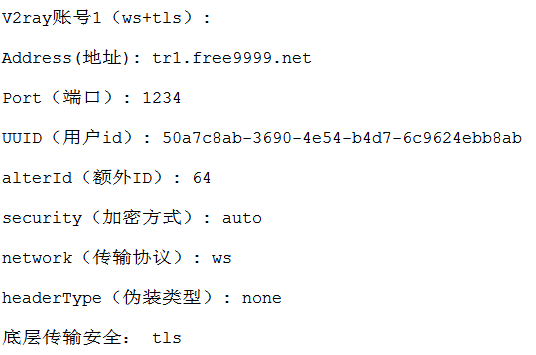 V2ray账号1（ws+tls）:
Address(地址): tr1.free9999.net
Port（端口）: 1234
UUID（用户id）: 50a7c8ab-3690-4e54-b4d7-6c9624ebb8ab
alterId（额外ID）: 64
security（加密方式）: auto
network（传输协议）: ws
headerType（伪装类型）: none
底层传输安全： tls